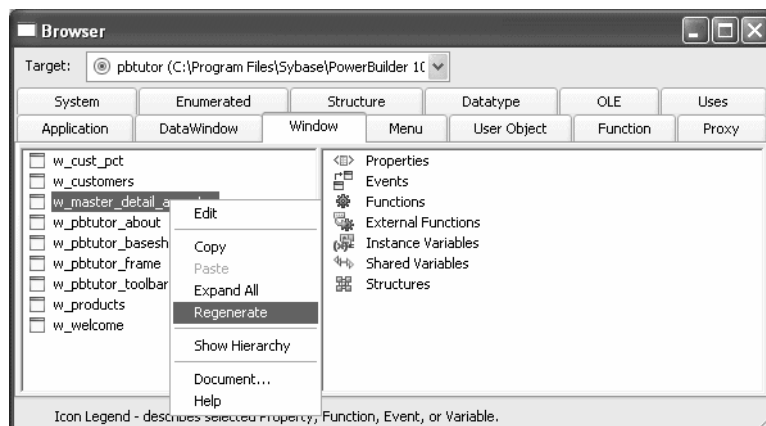 Browser
Target: pbtutor (C:\Program Files\Sybase\PowerBuilder 10
System Enumerated Structure Datatype OLE Uses
Application DataWindow Window Menu User Object Function Proxy
w_cust_pct
w_customers
w_master_detail_
w_pbtutor_about
w_pbtutor_basesh
w_pbtutor_frame
w_pbtutor_toolbar
w_products
w_welcome
Edit
Copy
Paste
Expand All
Regenerate
Show Hierarchy
Document...
Help
Properties
Events
Functions
External Functions
Instance Variables
Shared Variables
Structures
Icon Legend - describes selected Property, Function, Event, or Variable.